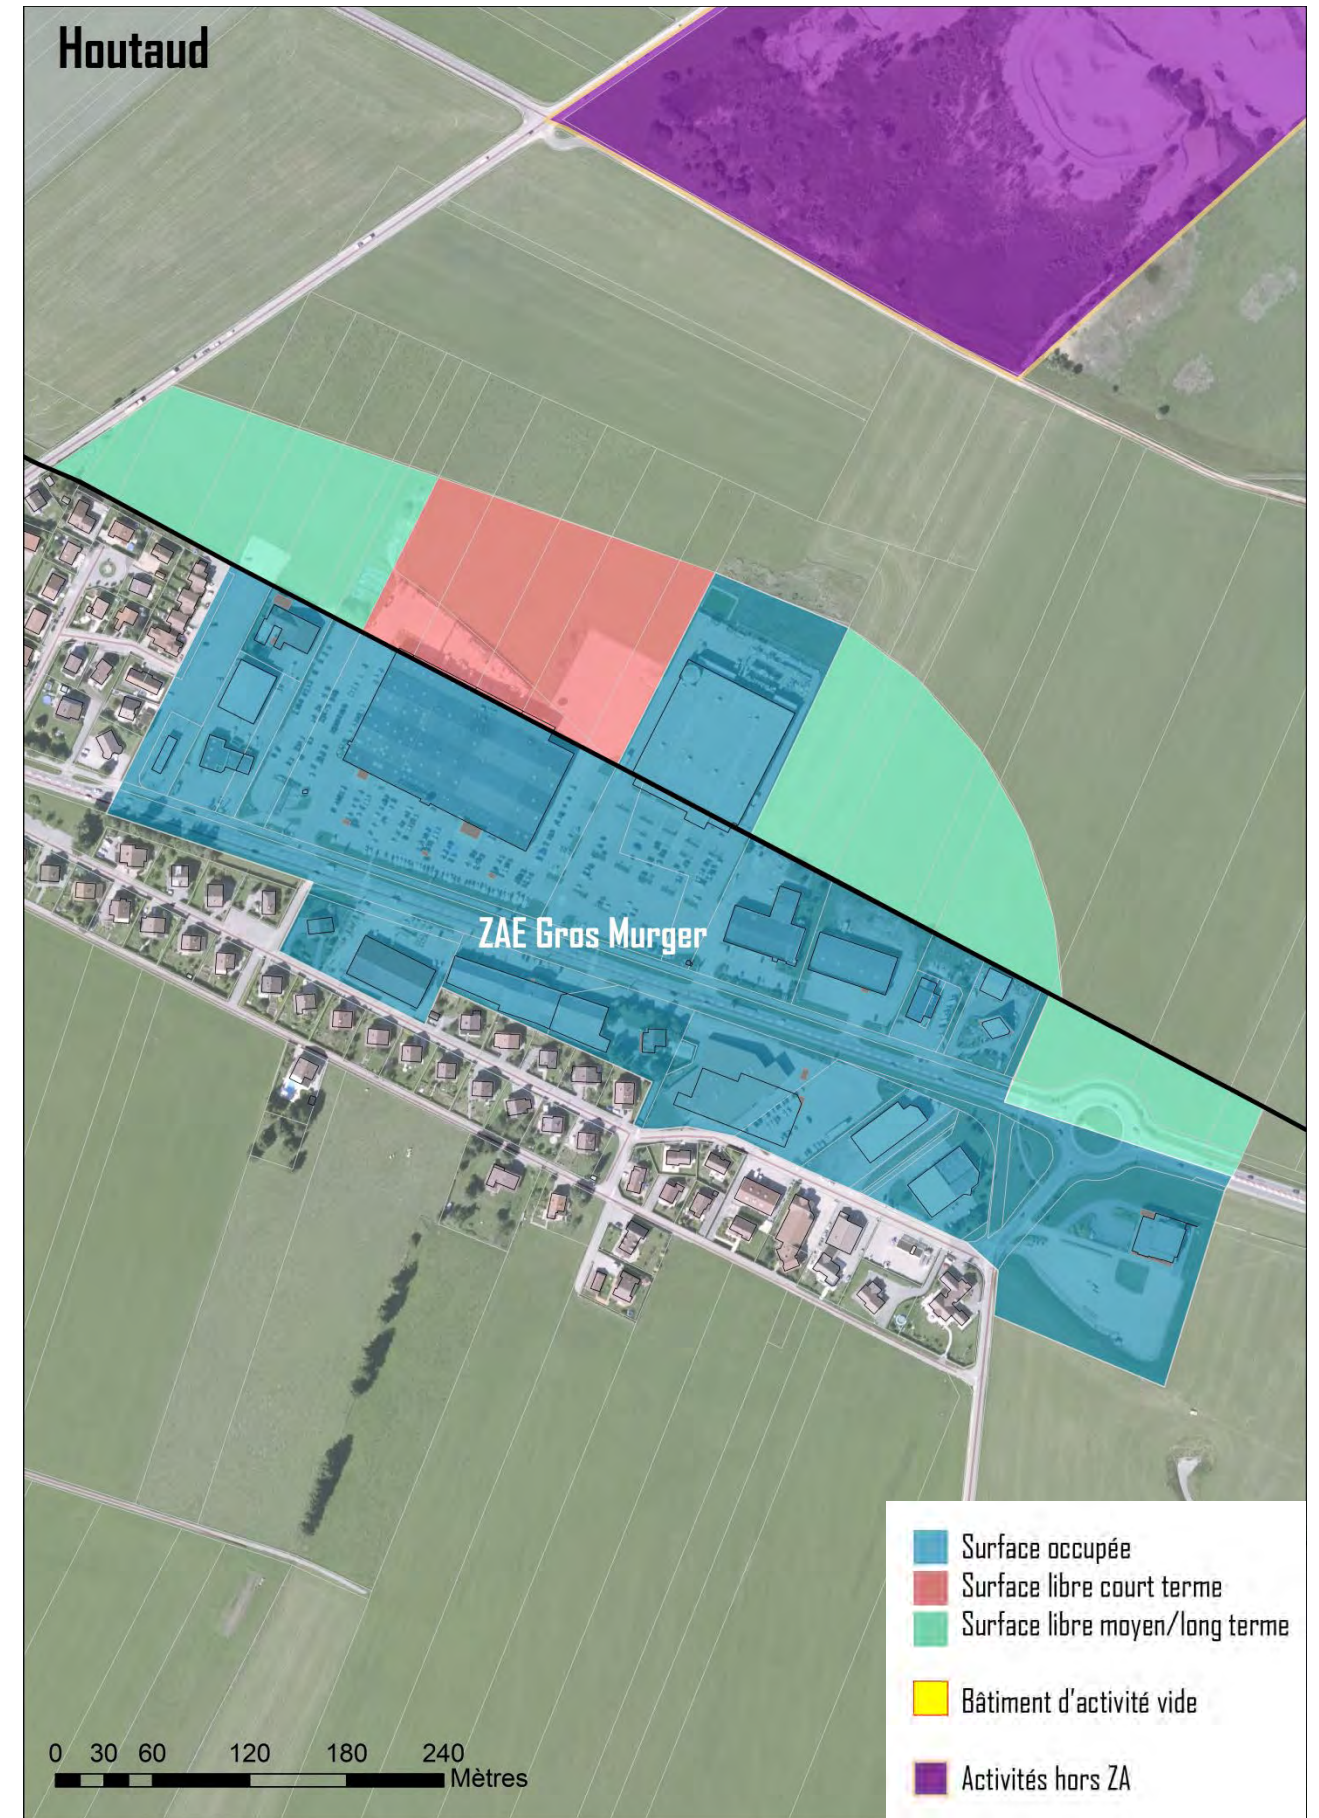 Houtaud
ZAE Gros Murger
Surface occupée
Surface libre court terme
Surface libre moyen/long terme
Bâtiment d'activité vide
Activités hors ZA
0 30 60 120 180 240
Mètres